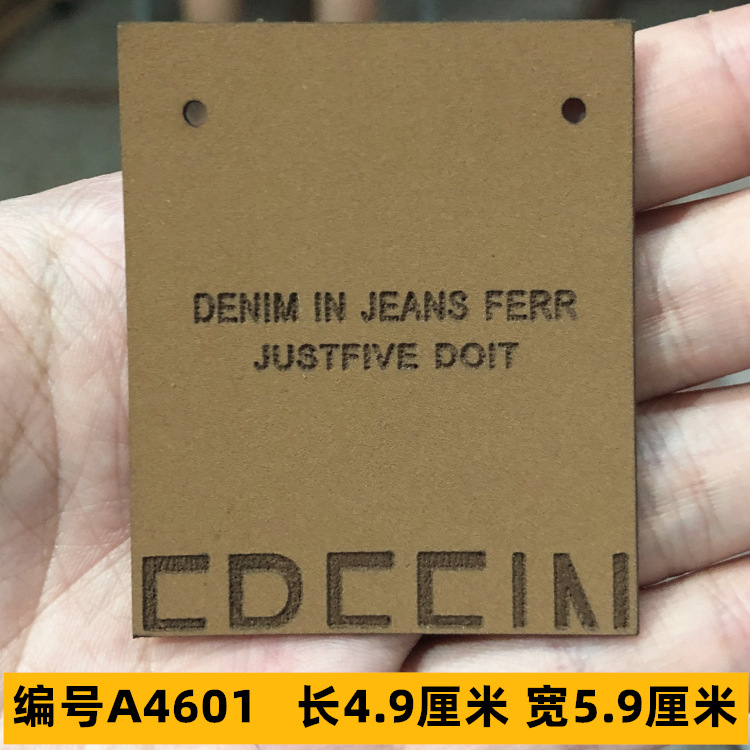 DENIM IN JEANS FERR
JUSTFIVE DOIT
编号A4601 长4.9厘米 宽5.9厘米